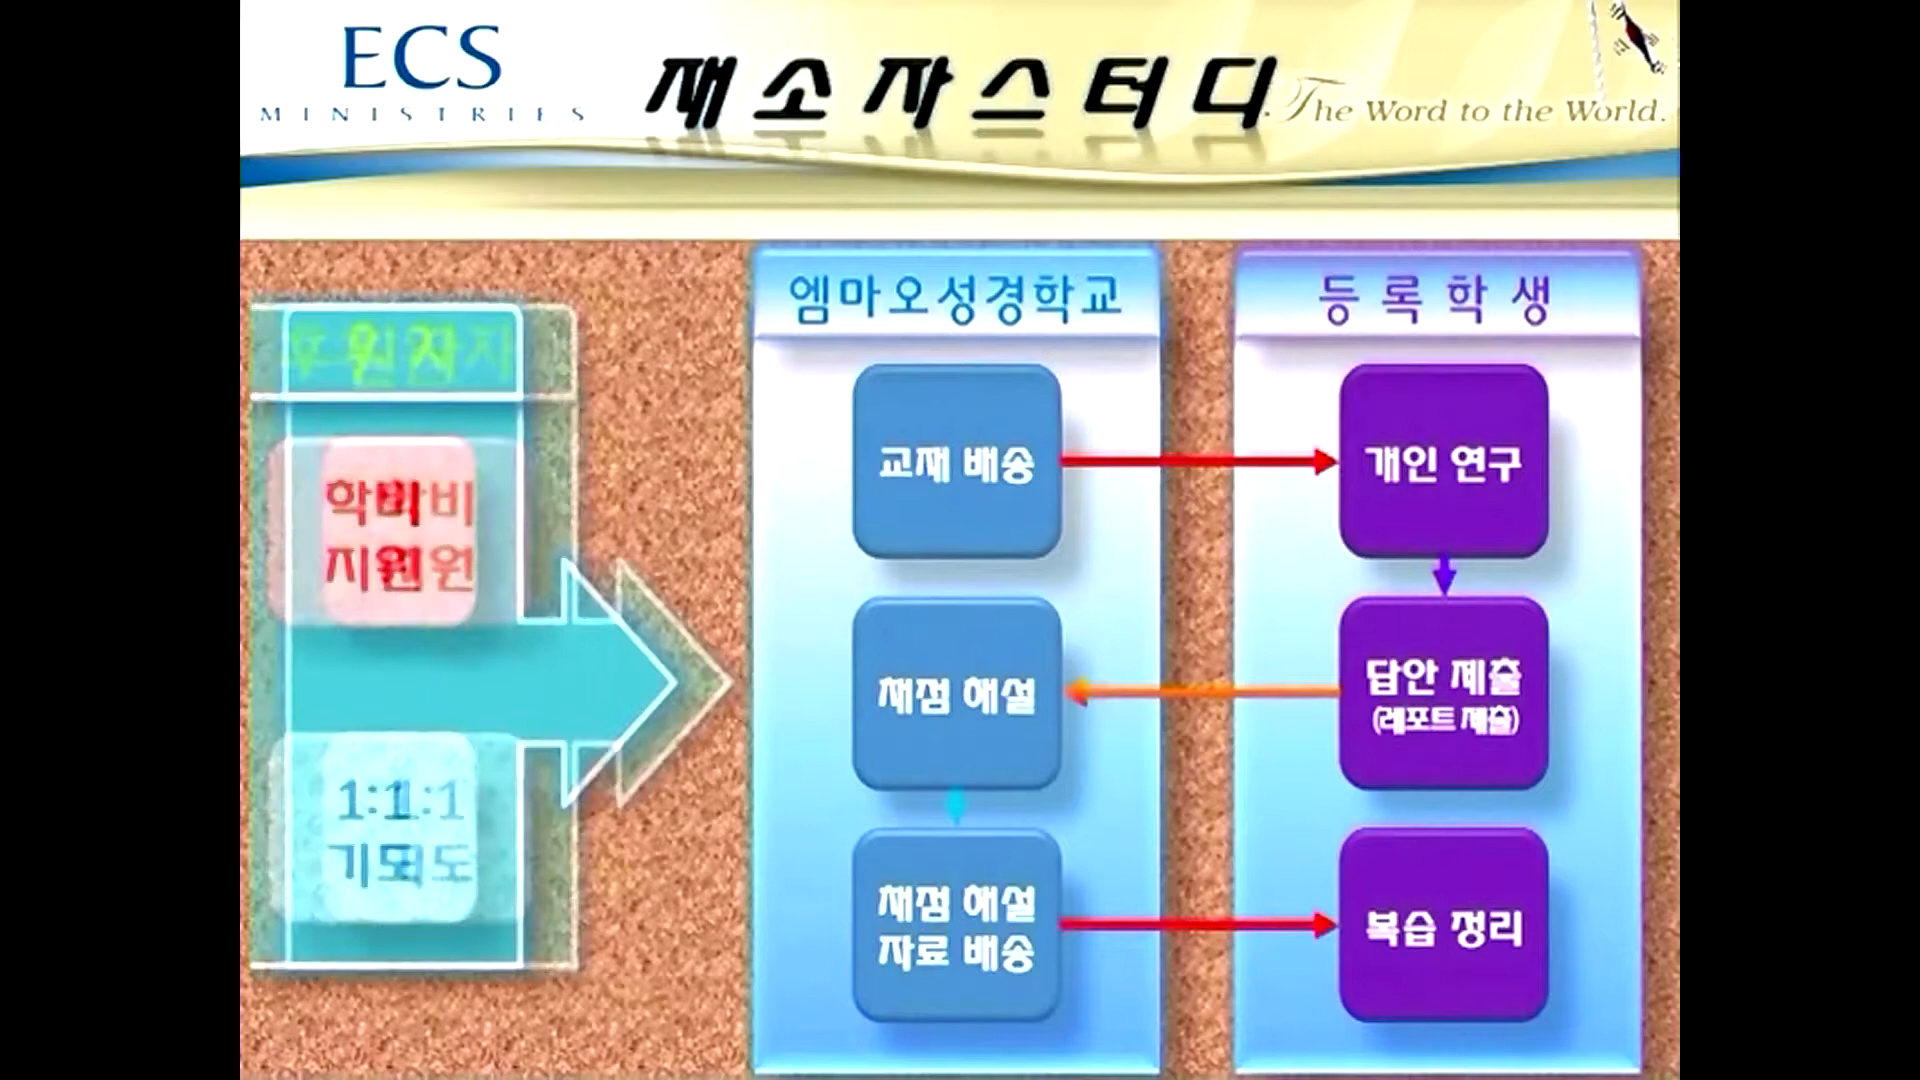 ECS
MINISTRIES
재소자스터디
The Word to the World.
후원자
학비
지원
1:1:1
기도
엠마오성경학교
교재 배송
채점 해설
채점 해설
자료 배송
등록학생
개인 연구
답안 제출
(레포트 제출)
복습 정리